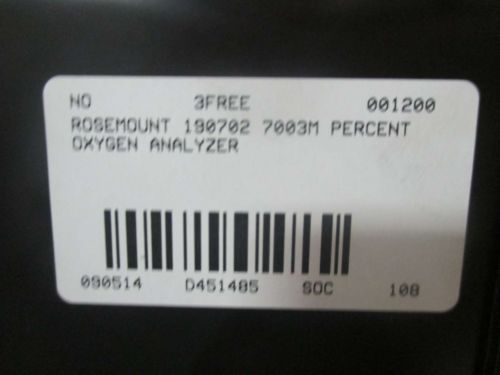 NO 3FREE 001200
ROSEMOUNT 190702 7003M PERCENT
OXYGEN ANALYZER
090514 D451485 SOC 108